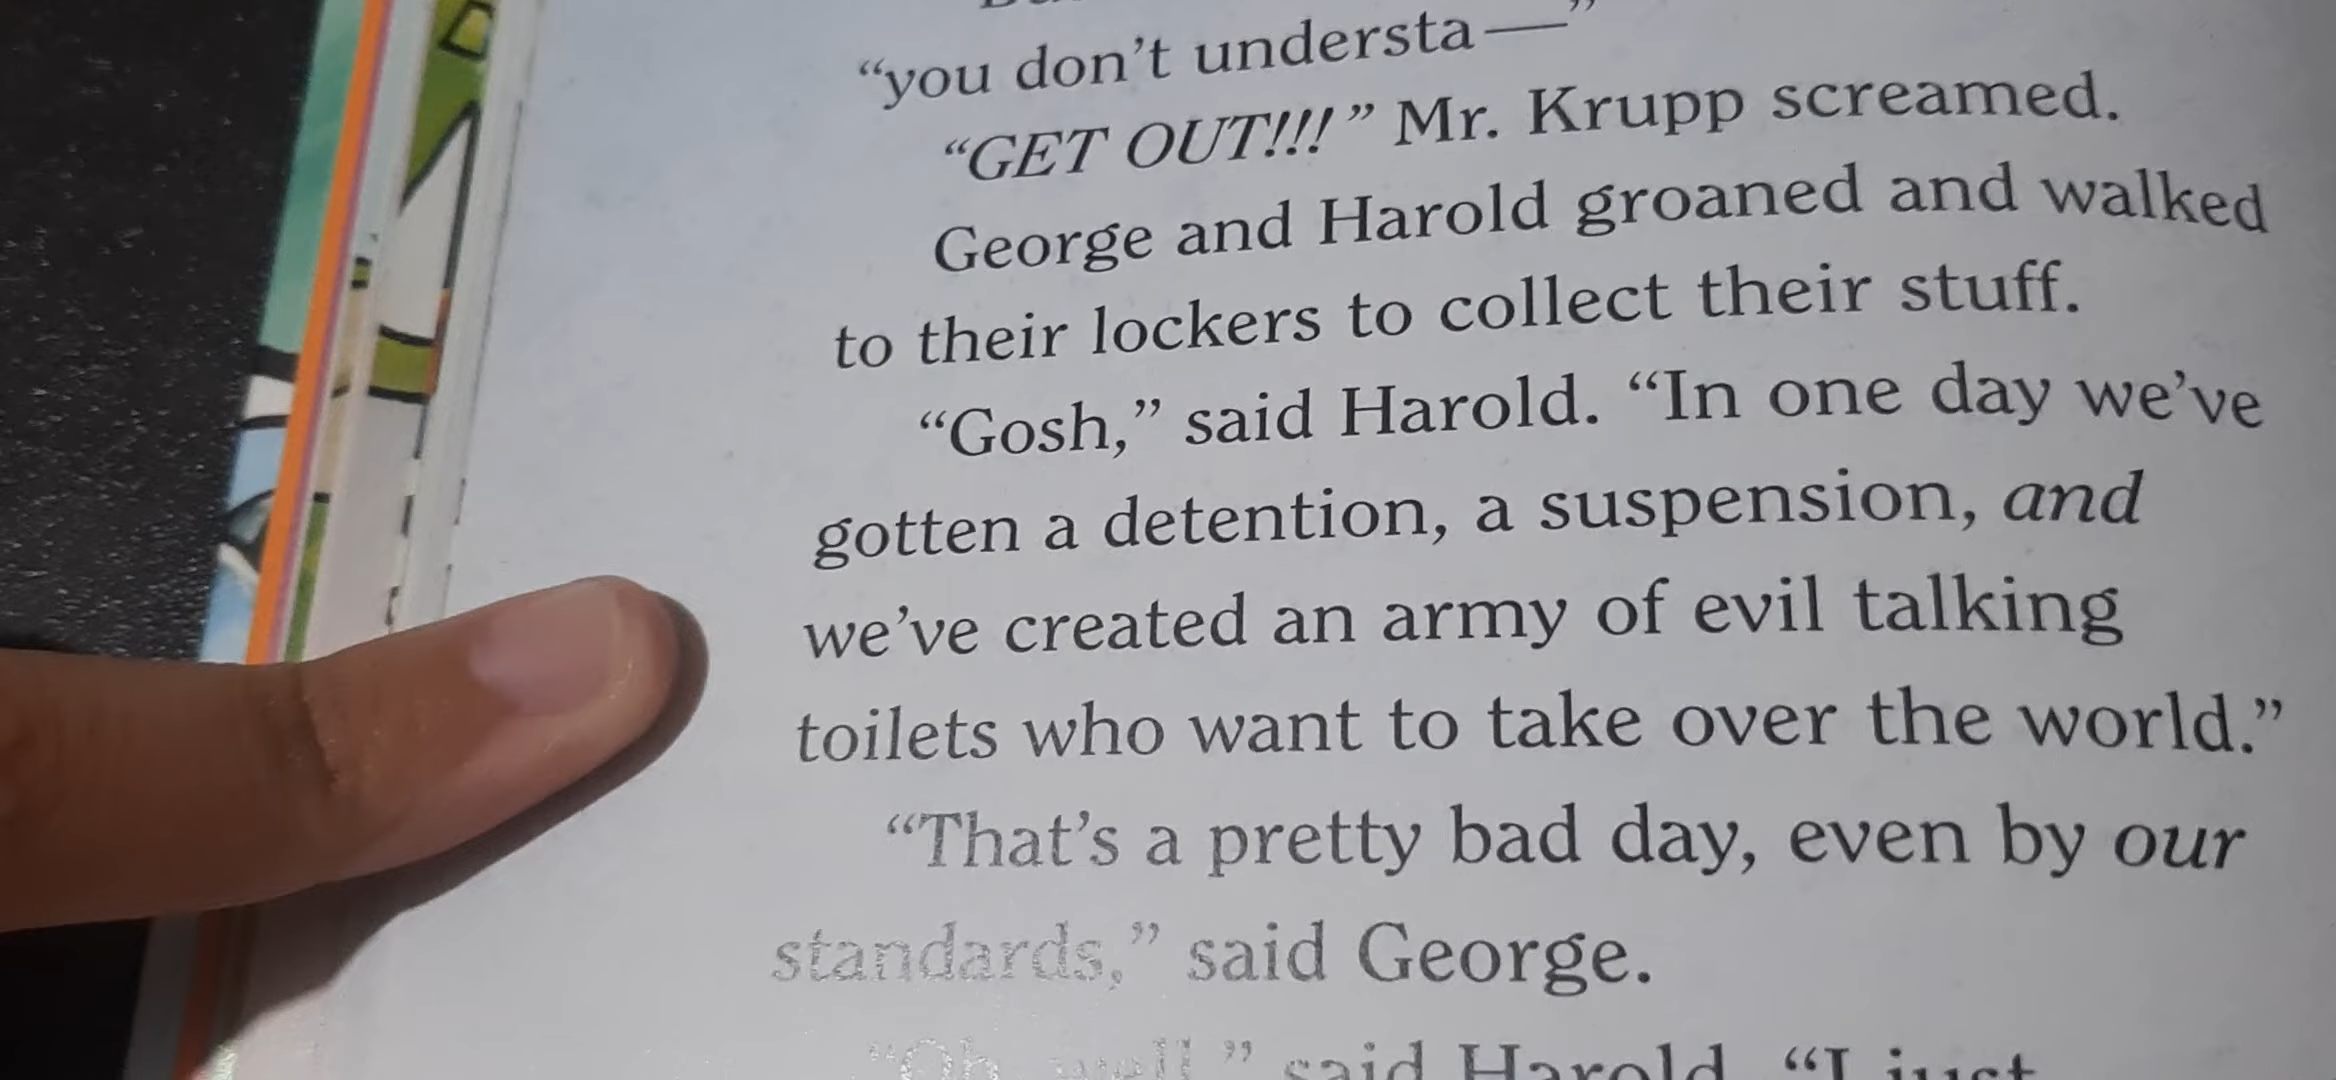 “you don’t understa—”
“GET OUT!!!” Mr. Krupp screamed.
George and Harold groaned and walked
to their lockers to collect their stuff.
“Gosh,” said Harold. “In one day we’ve
gotten a detention, a suspension, and
we’ve created an army of evil talking
toilets who want to take over the world.”
“That’s a pretty bad day, even by our
standards,” said George.
“Oh, well,” said Harold. “I just